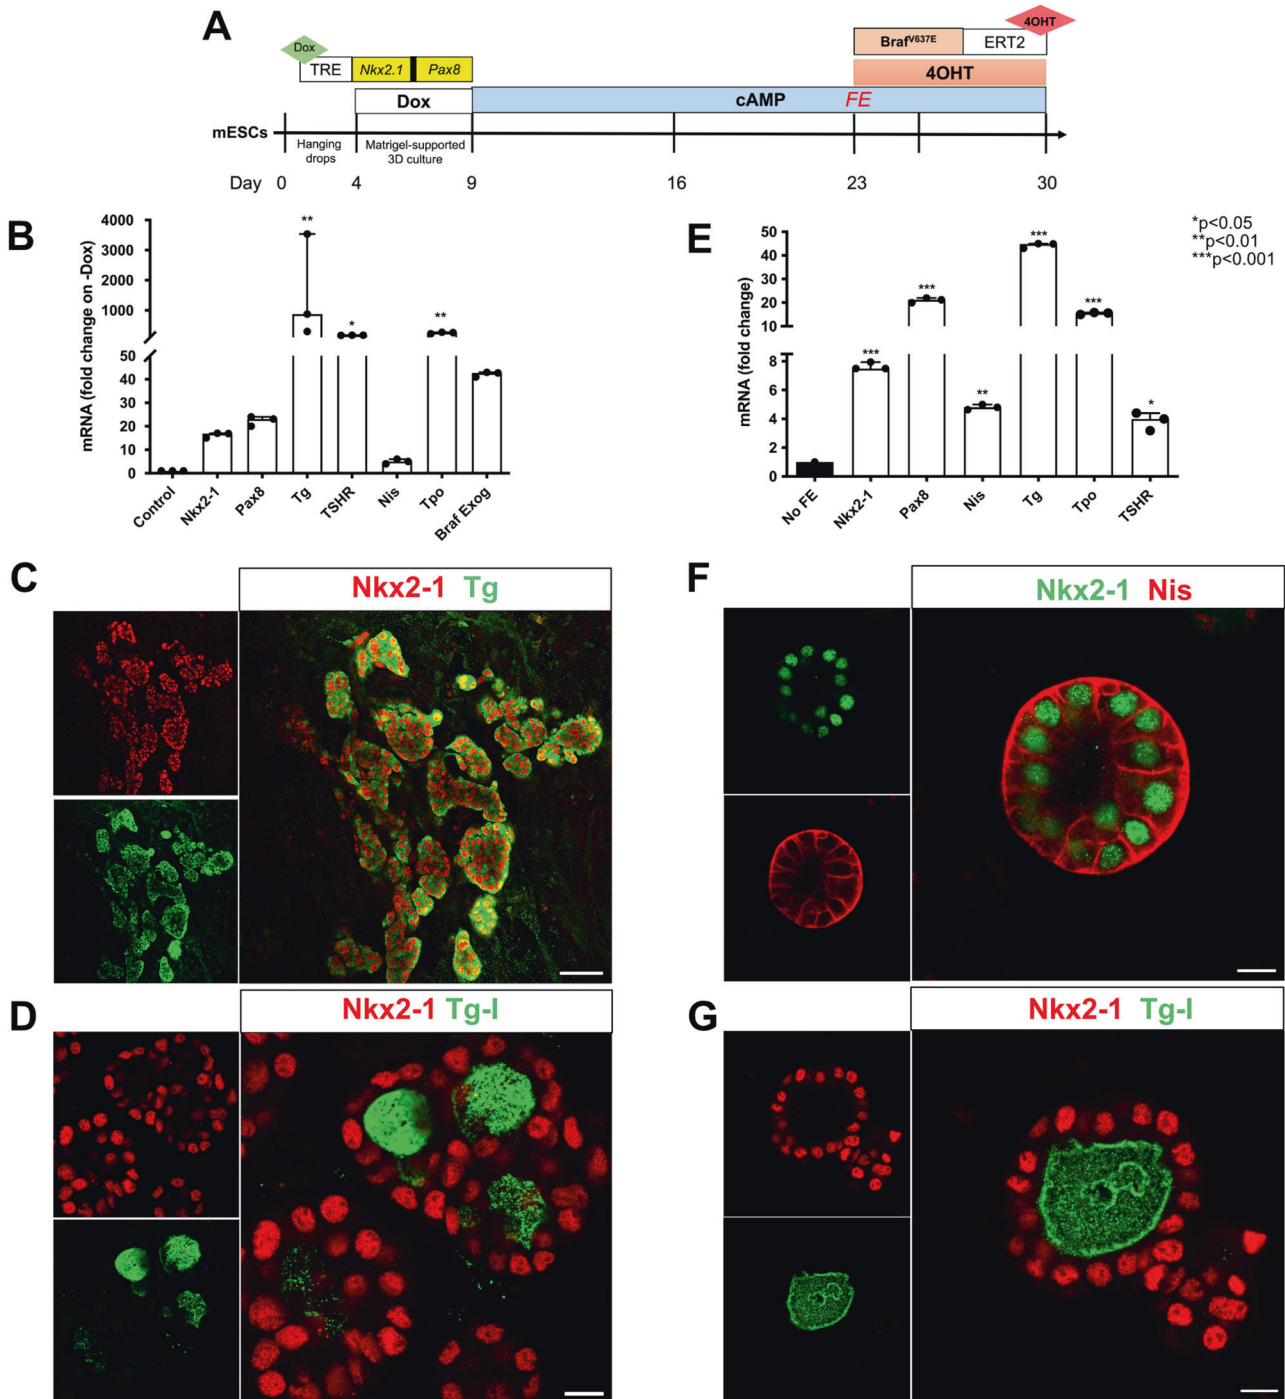 A
Dox
TRE
Nkx2.1
Pax8
Dox
cAMP
FE
4OHT
BrafV637E
ERT2
4OHT
mESCs
Hanging
drops
Matrigel-supported
3D culture
Day
0
4
9
16
23
30
B
mRNA (fold change on -Dox)
4000
3000
2000
1000
50
40
30
20
10
0
**
*
**
Control
Nkx2-1
Pax8
Tg
TSHR
Nis
Tpo
Braf Exog
E
mRNA (fold change)
50
40
30
20
10
8
6
4
2
0
***
***
**
***
***
*
No FE
Nkx2-1
Pax8
Nis
Tg
Tpo
TSHR
*p<0.05
**p<0.01
***p<0.001
C
Nkx2-1 Tg
D
Nkx2-1 Tg-I
F
Nkx2-1 Nis
G
Nkx2-1 Tg-I